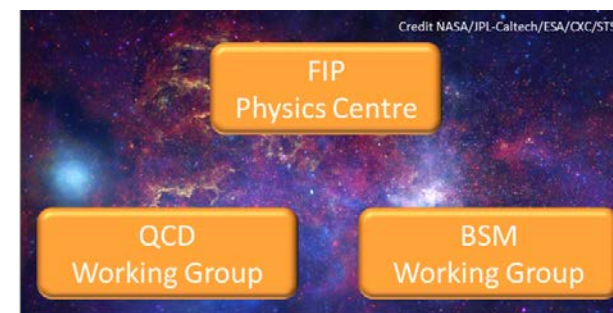 Credit NASA/JPL-Caltech/ESA/CXC/STS
FIP
Physics Centre
QCD
Working Group
BSM
Working Group